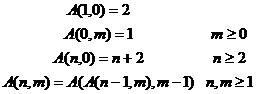 A(1,0) = 2
A(0,m) = 1 m ≥ 0
A(n,0) = n + 2 n ≥ 2
A(n,m) = A(A(n−1,m),m−1) n,m ≥ 1